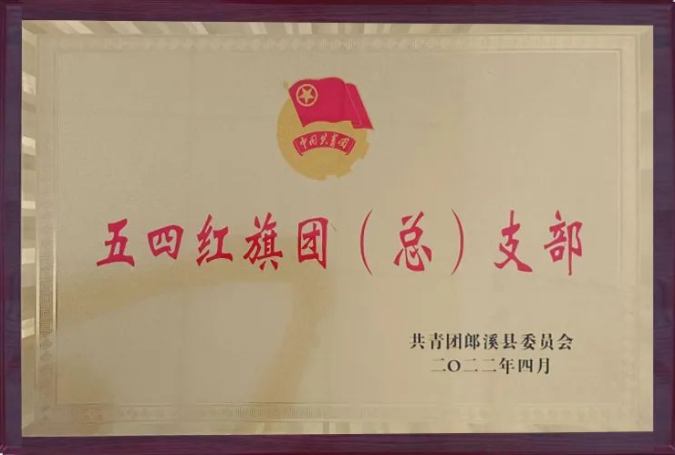 中国共青团
五四红旗团（总）支部
共青团郎溪县委员会
二〇二二年四月